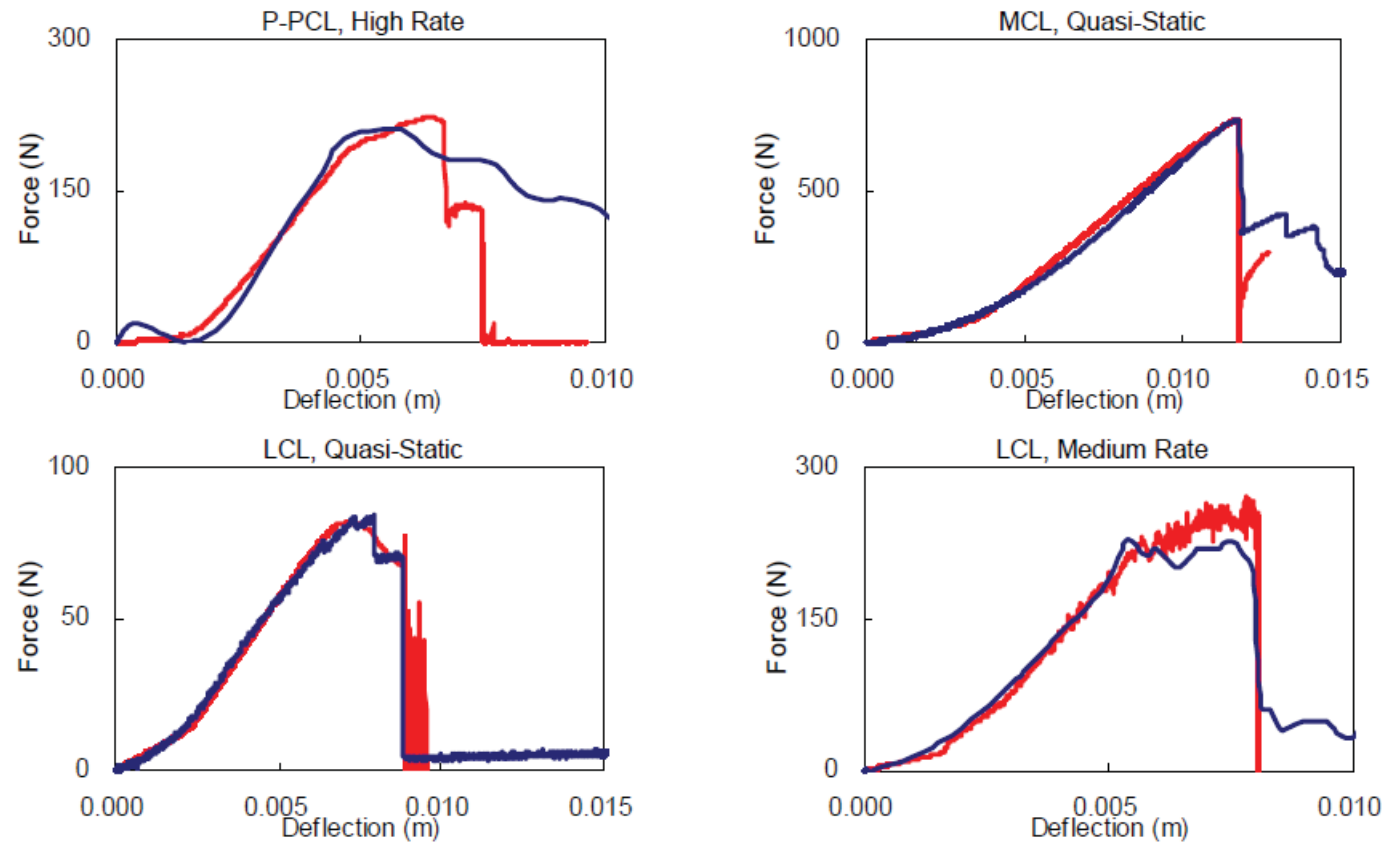 P-PCL, High Rate
300
150
0
Force (N)
0.000 0.005 0.010
Deflection (m)
MCL, Quasi-Static
1000
500
0
Force (N)
0.000 0.005 0.010 0.015
Deflection (m)
LCL, Quasi-Static
100
50
0
Force (N)
0.000 0.005 0.010 0.015
Deflection (m)
LCL, Medium Rate
300
150
0
Force (N)
0.000 0.005 0.010
Deflection (m)